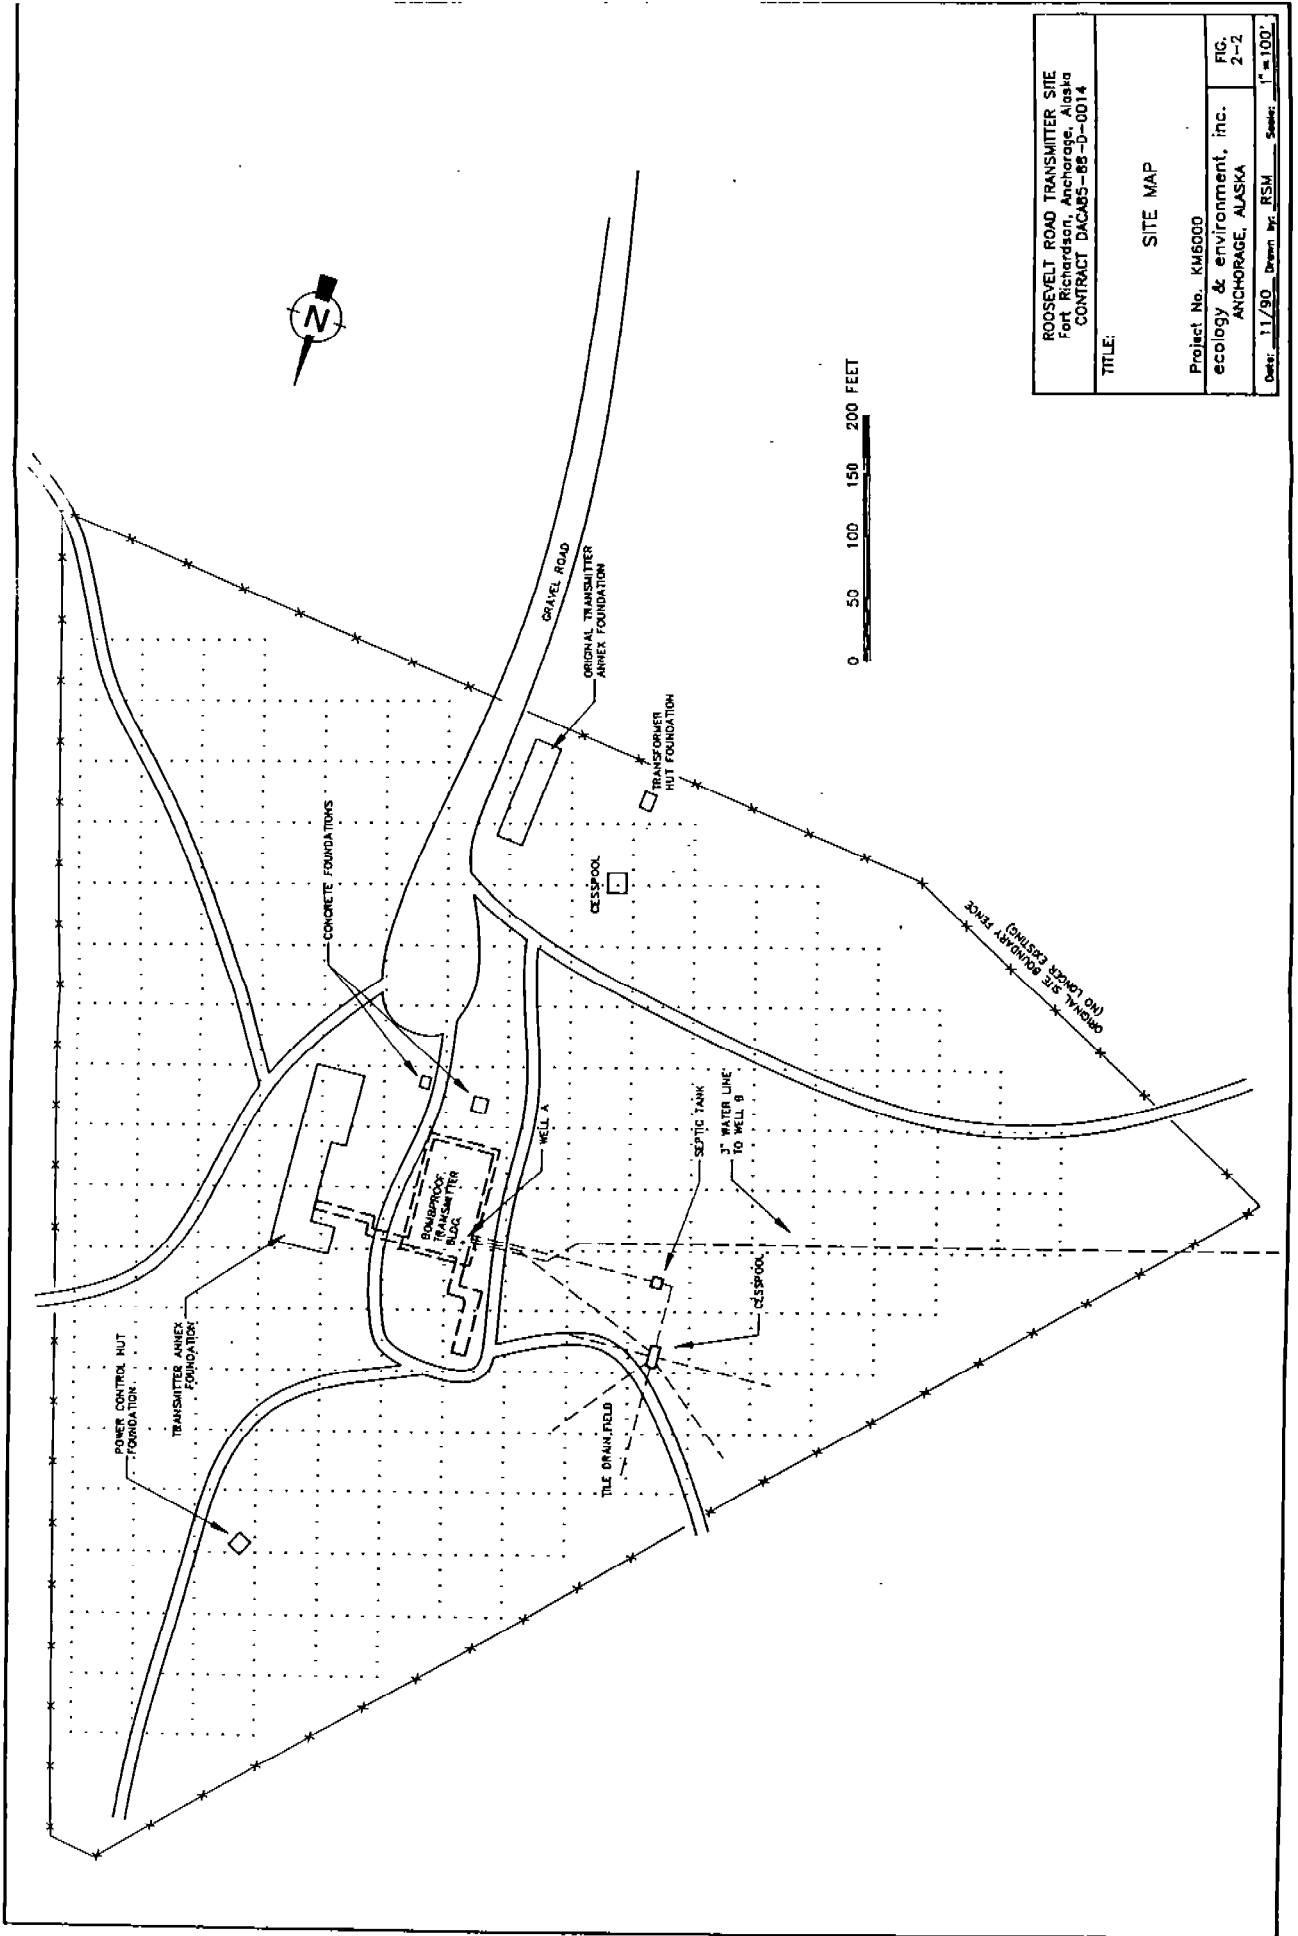 POWER CONTROL HUT
FOUNDATION
TRANSMITTER ANNEX
FOUNDATION
CONCRETE FOUNDATIONS
N
BOMBPROOF
TRANSMITTER
BLDG.
WELL A
GRAVEL ROAD
ORIGINAL TRANSMITTER
ANNEX FOUNDATION
TILE DRAIN FIELD
CESSPOOL
TRANSFORMER
HUT FOUNDATION
SEPTIC TANK
3" WATER LINE
TO WELL B
CESSPOOL
ORIGINAL SITE BOUNDARY FENCE
(NO LONGER EXISTING)
0 50 100 150 200 FEET
ROOSEVELT ROAD TRANSMITTER SITE
Fort Richardson, Anchorage, Alaska
CONTRACT DACA85-88-D-0014
TITLE:
SITE MAP
Project No. KM6000
ecology & environment, inc.
ANCHORAGE, ALASKA
FIG.
2-2
Date: 11/90 Drawn by: RSM Scale: 1"=100'